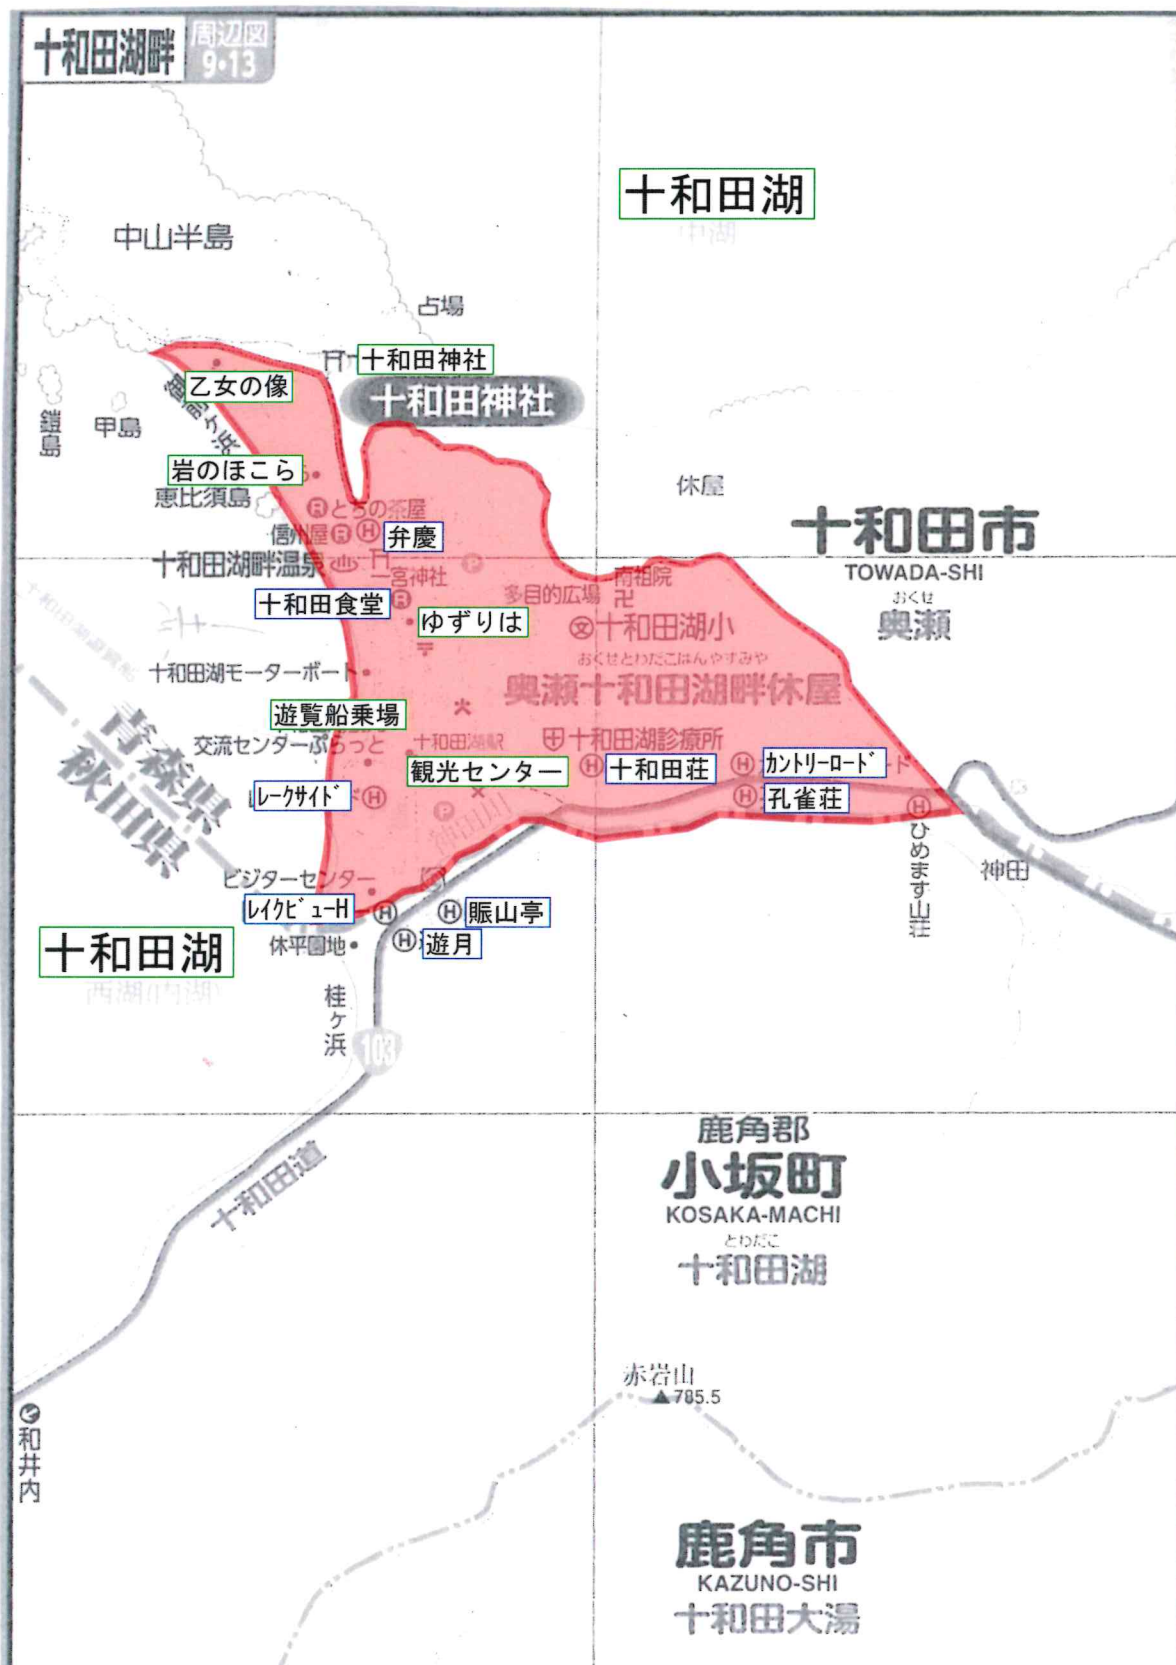 十和田湖畔
周辺図
9・13
十和田湖
中湖
中山半島
占場
十和田神社
十和田神社
乙女の像
御前ヶ浜
鎧島
甲島
岩のほこら
恵比須島
とちの茶屋
信州屋
弁慶
休屋
十和田市
TOWADA-SHI
おくせ
奥瀬
十和田湖畔温泉
一宮神社
南祖院
多目的広場
十和田食堂
ゆずりは
十和田湖小
おくせとわだこはんやすみや
奥瀬十和田湖畔休屋
十和田湖モーターボート
遊覧船乗場
交流センターぷらっと
十和田湖駅
十和田湖診療所
観光センター
十和田荘
カントリーロード
青森県
秋田県
レークサイド
孔雀荘
ひめます山荘
神田
神田川
ビジターセンター
レイクビューH
賑山亭
遊月
十和田湖
西湖(内湖)
休平園地
桂ヶ浜
103
十和田道
鹿角郡
小坂町
KOSAKA-MACHI
とわだこ
十和田湖
赤岩山
785.5
和井内
鹿角市
KAZUNO-SHI
十和田大湯